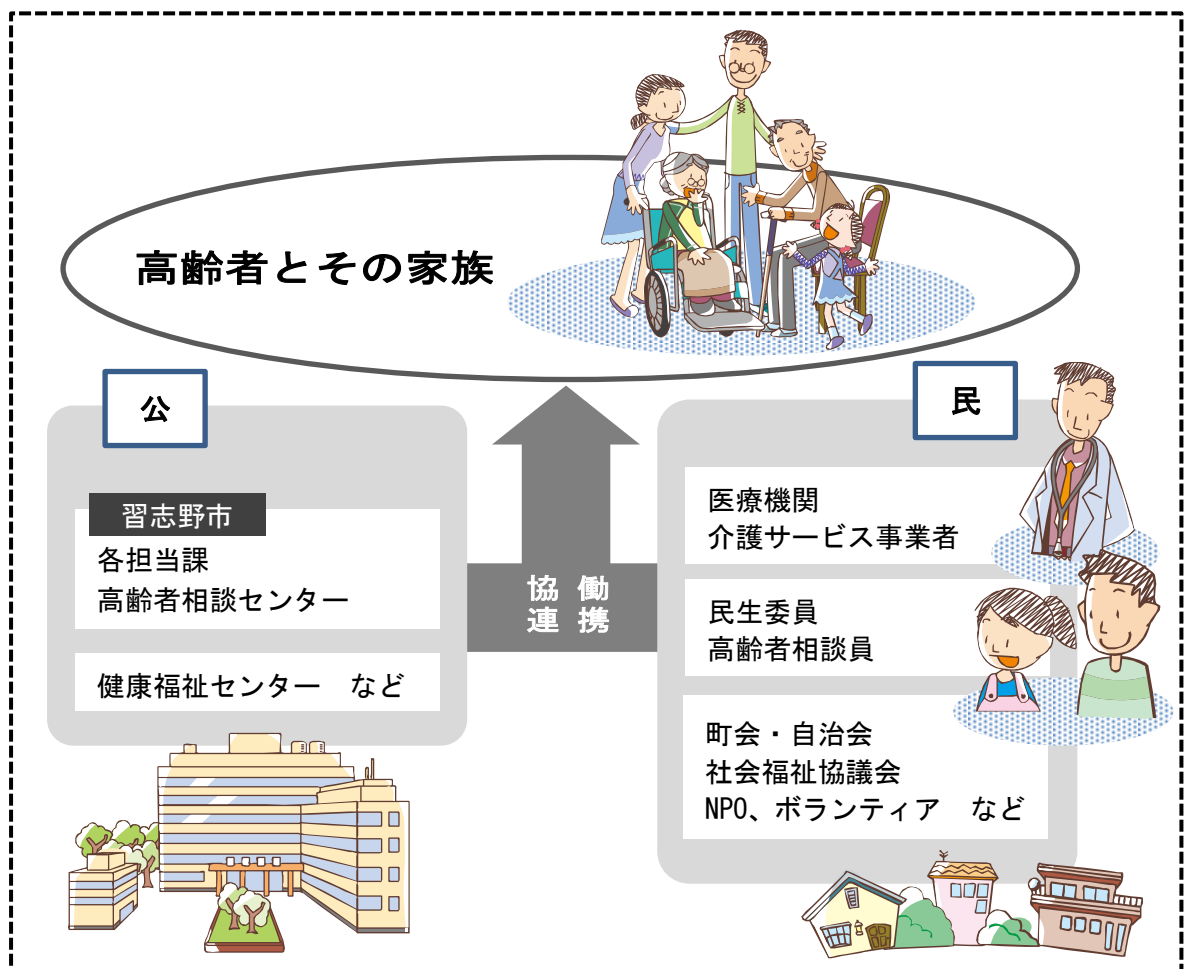 高齢者とその家族
公
習志野市
各担当課
高齢者相談センター
健康福祉センター　など
協 働
連 携
民
医療機関
介護サービス事業者
民生委員
高齢者相談員
町会・自治会
社会福祉協議会
NPO、ボランティア　など